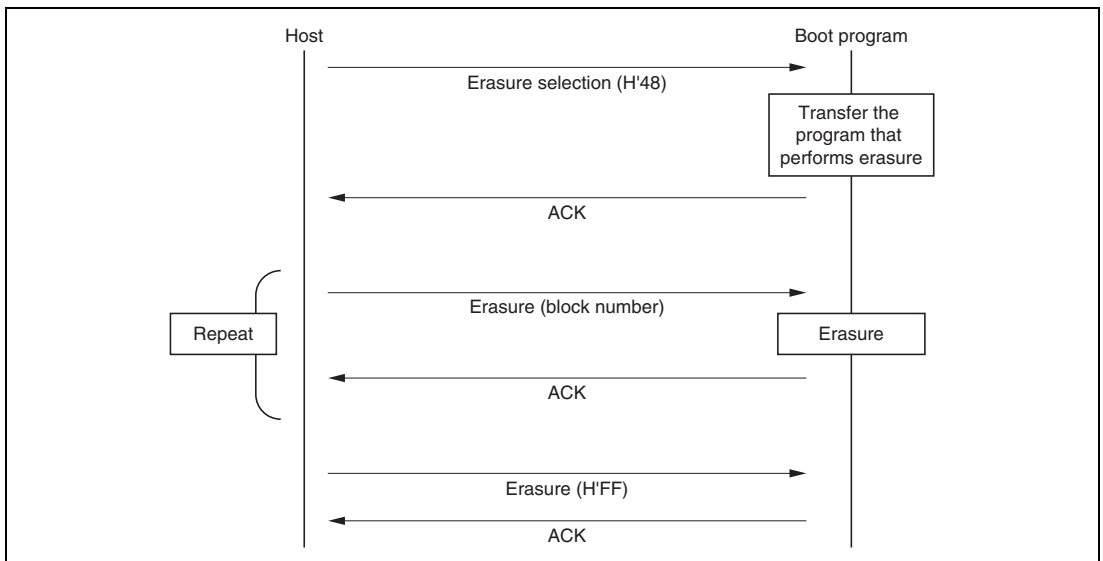 Host
Boot program
Erasure selection (H'48)
Transfer the
program that
performs erasure
ACK
Erasure (block number)
Repeat
Erasure
ACK
Erasure (H'FF)
ACK